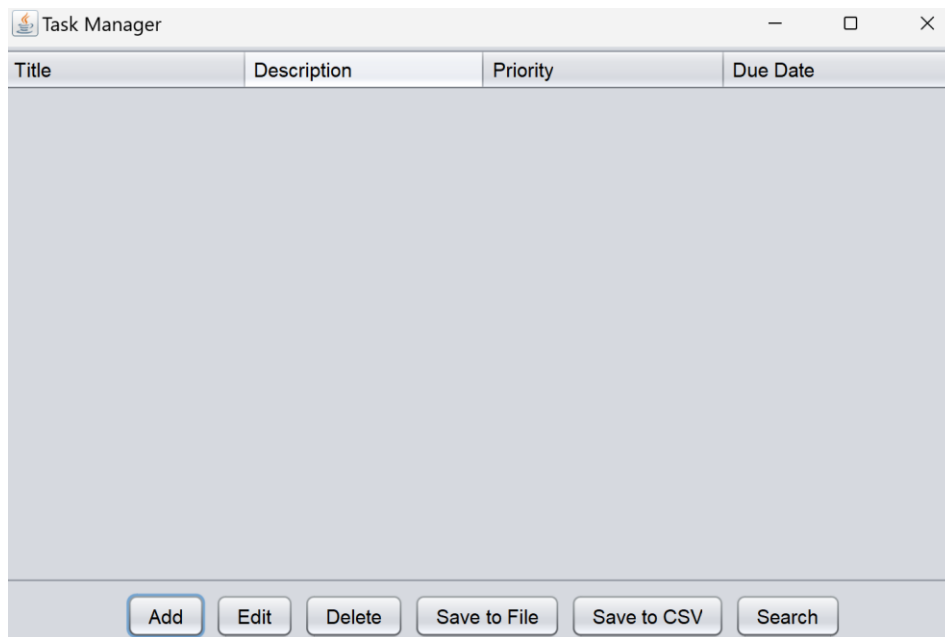 Task Manager
Title Description Priority Due Date
Add Edit Delete Save to File Save to CSV Search